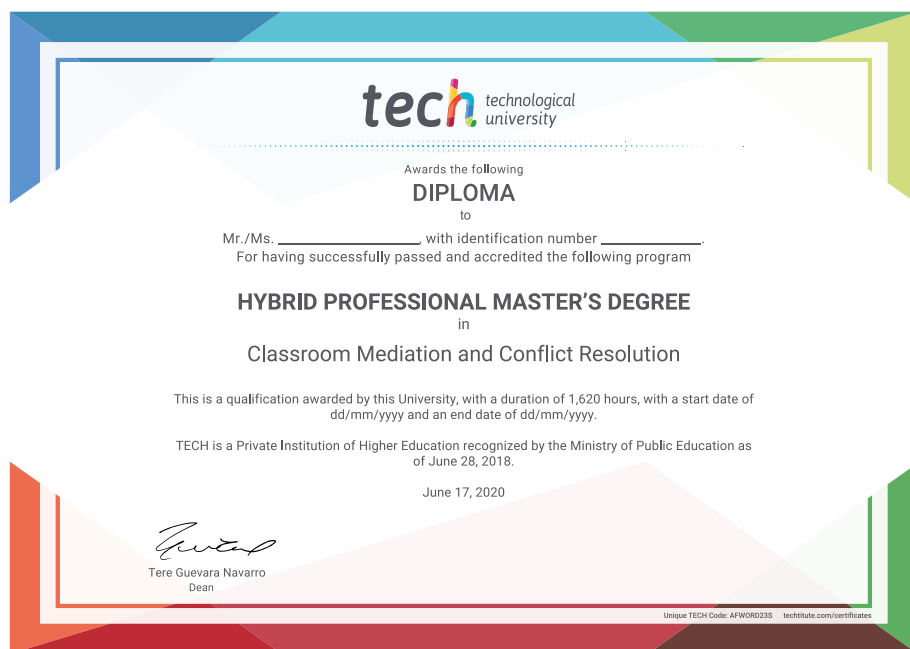 tech technological
university
Awards the following
DIPLOMA
to
Mr./Ms. ____________________, with identification number ______________.
For having successfully passed and accredited the following program
HYBRID PROFESSIONAL MASTER'S DEGREE
in
Classroom Mediation and Conflict Resolution
This is a qualification awarded by this University, with a duration of 1,620 hours, with a start date of
dd/mm/yyyy and an end date of dd/mm/yyyy.
TECH is a Private Institution of Higher Education recognized by the Ministry of Public Education as
of June 28, 2018.
June 17, 2020
Tere Guevara Navarro
Dean
Unique TECH Code: AFWORD23S techtitute.com/certificates